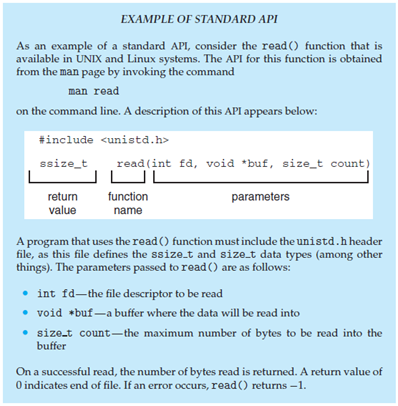 EXAMPLE OF STANDARD API
As an example of a standard API, consider the read() function that is
available in UNIX and Linux systems. The API for this function is obtained
from the man page by invoking the command
man read
on the command line. A description of this API appears below:
#include <unistd.h>
ssize_t read(int fd, void *buf, size_t count)
return function parameters
value name
A program that uses the read() function must include the unistd.h header
file, as this file defines the ssize_t and size_t data types (among other
things). The parameters passed to read() are as follows:
• int fd—the file descriptor to be read
• void *buf—a buffer where the data will be read into
• size_t count—the maximum number of bytes to be read into the
buffer
On a successful read, the number of bytes read is returned. A return value of
0 indicates end of file. If an error occurs, read() returns −1.